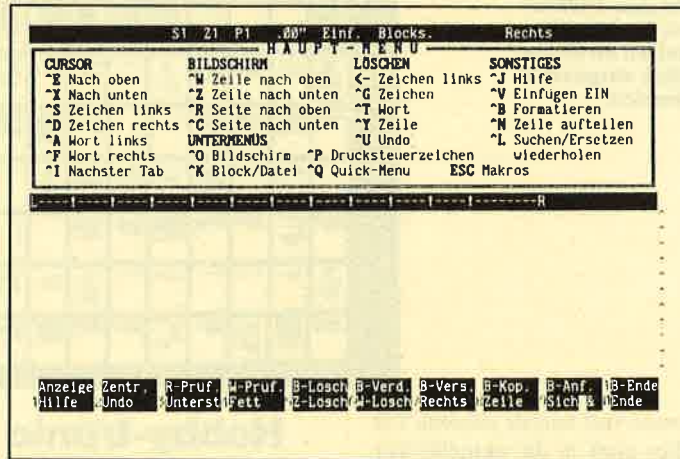 S1 Z1 P1 .00" Einf. Blocks. Rechts
HAUPT-MENU
CURSOR BILDSCHIRM LÖSCHEN SONSTIGES
^E Nach oben ^W Zeile nach oben <- Zeichen links ^J Hilfe
^X Nach unten ^Z Zeile nach unten ^G Zeichen ^V Einfugen EIN
^S Zeichen links ^R Seite nach oben ^T Wort ^B Formatieren
^D Zeichen rechts ^C Seite nach unten ^Y Zeile ^N Zeile aufteilen
^A Wort links UNTERMENÜS ^U Undo ^L Suchen/Ersetzen
^F Wort rechts ^O Bildschirm ^P Drucksteuerzeichen wiederholen
^I Nachster Tab ^K Block/Datei ^Q Quick-Menu ESC Makros
L----!----!----!----!----!----!----!----!----!----!--------R
Anzeige Zentr. R-Pruf. W-Pruf. B-Losch B-Verd. B-Vers. B-Kop. B-Anf. B-Ende
Hilfe Undo Unterst Fett Z-Losch W-Losch Rechts Zeile Sich Ende